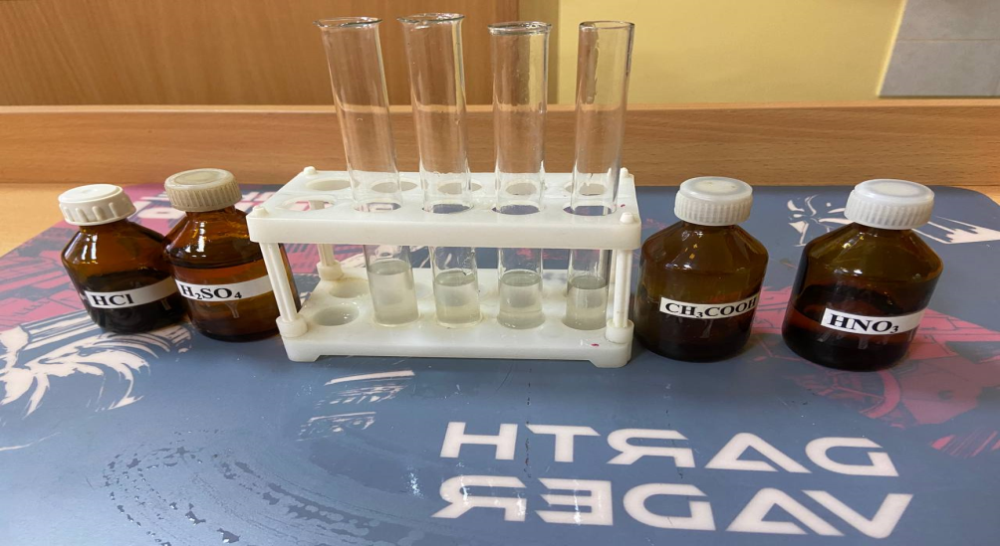 HCl
H₂SO₄
CH₃COOH
HNO₃
DARTH
VADER